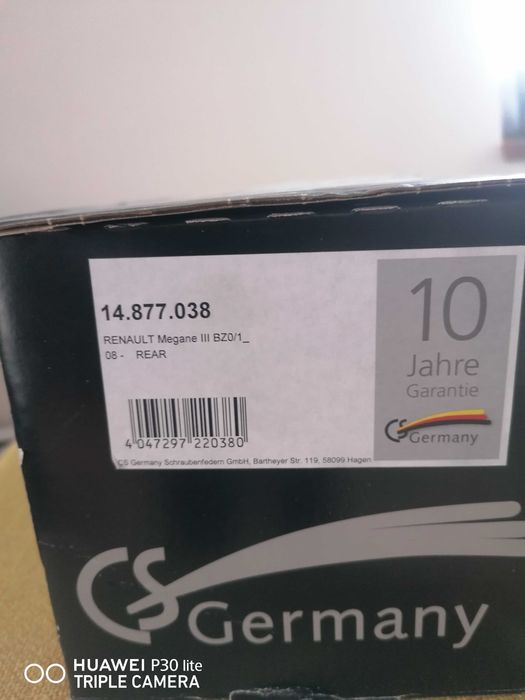 14.877.038
RENAULT Megane III BZ0/1_
08 - REAR
4 047297 220380
CS Germany Schraubenfedern GmbH, Bartheyer Str. 119, 58099 Hagen
10
Jahre
Garantie
CS Germany
CS Germany
HUAWEI P30 lite
TRIPLE CAMERA